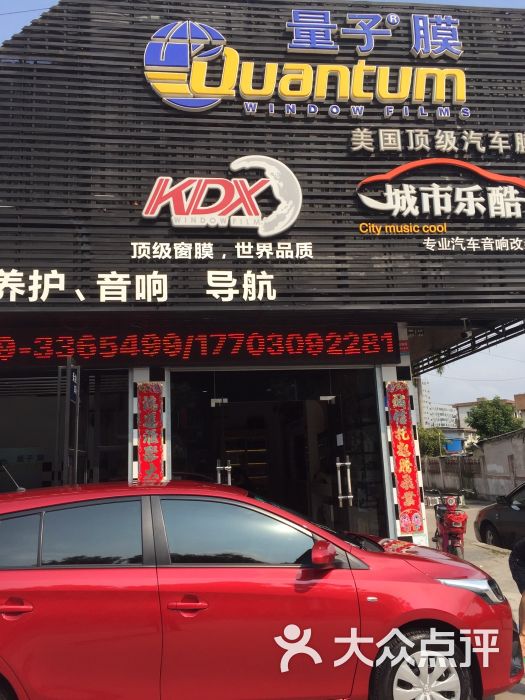 量子®膜
Quantum
WINDOW FILMS
美国顶级汽车膜
KDX
WINDOW FILM
顶级窗膜，世界品质
城市乐酷
City music cool
专业汽车音响改
养护、音响 导航
9-3365499/17703092281
大众点评